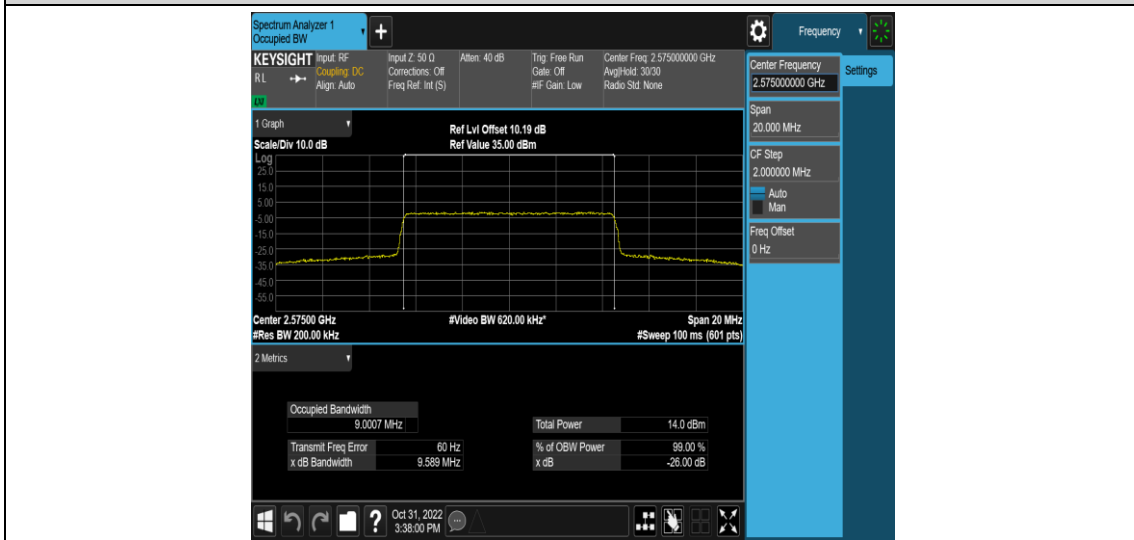 Spectrum Analyzer 1
Occupied BW
+
Frequency
KEYSIGHT
RL
LM
Input: RF
Coupling: DC
Align: Auto
Input Z: 50 Ω
Corrections: Off
Freq Ref: Int (S)
Atten: 40 dB
Trig: Free Run
Gate: Off
#IF Gain: Low
Center Freq: 2.575000000 GHz
Avg|Hold: 30/30
Radio Std: None
Center Frequency
2.575000000 GHz
Settings
Span
20.000 MHz
CF Step
2.000000 MHz
Auto
Man
Freq Offset
0 Hz
1 Graph
Scale/Div 10.0 dB
Ref Lvl Offset 10.19 dB
Ref Value 35.00 dBm
Log
25.0
15.0
5.00
-5.00
-15.0
-25.0
-35.0
-45.0
-55.0
Center 2.57500 GHz
#Video BW 620.00 kHz*
Span 20 MHz
#Res BW 200.00 kHz
#Sweep 100 ms (601 pts)
2 Metrics
Occupied Bandwidth
9.0007 MHz
Total Power 14.0 dBm
Transmit Freq Error 60 Hz
% of OBW Power 99.00 %
x dB Bandwidth 9.589 MHz
x dB -26.00 dB
?
Oct 31, 2022
3:38:00 PM